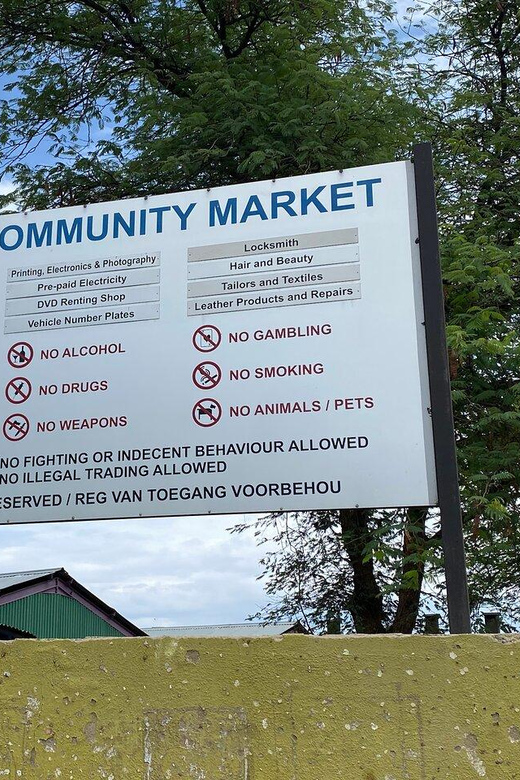 OMMUNITY MARKET
Printing, Electronics & Photography
Pre-paid Electricity
DVD Renting Shop
Vehicle Number Plates
Locksmith
Hair and Beauty
Tailors and Textiles
Leather Products and Repairs
NO ALCOHOL
NO DRUGS
NO WEAPONS
NO GAMBLING
NO SMOKING
NO ANIMALS / PETS
NO FIGHTING OR INDECENT BEHAVIOUR ALLOWED
NO ILLEGAL TRADING ALLOWED
ESERVED / REG VAN TOEGANG VOORBEHOU